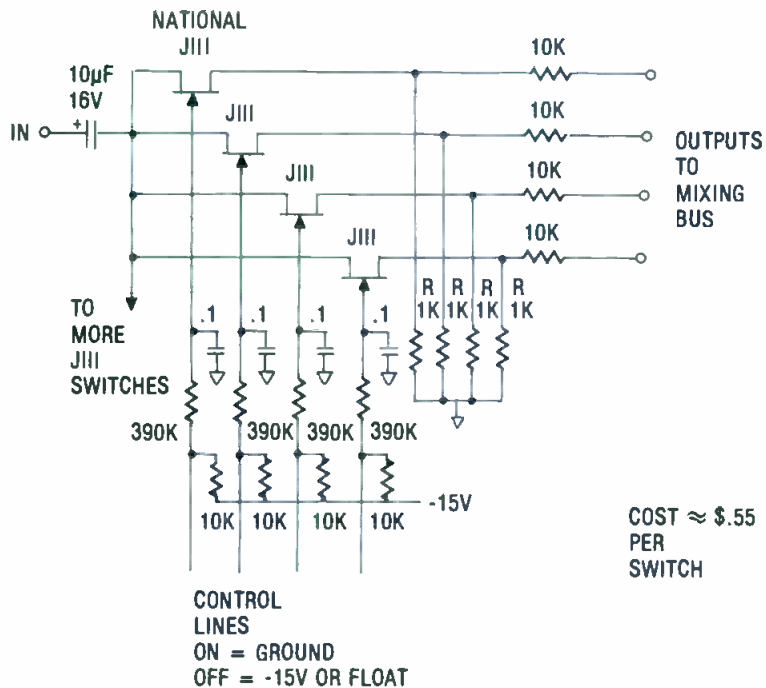 NATIONAL
J111
10K
10µF
16V
+
IN
J111
10K
OUTPUTS
TO
MIXING
BUS
J111
10K
J111
10K
TO
MORE
J111
SWITCHES
.1
.1
.1
.1
R
1K
R
1K
R
1K
R
1K
390K
390K
390K
390K
-15V
10K
10K
10K
10K
COST ≈ $.55
PER
SWITCH
CONTROL
LINES
ON = GROUND
OFF = -15V OR FLOAT